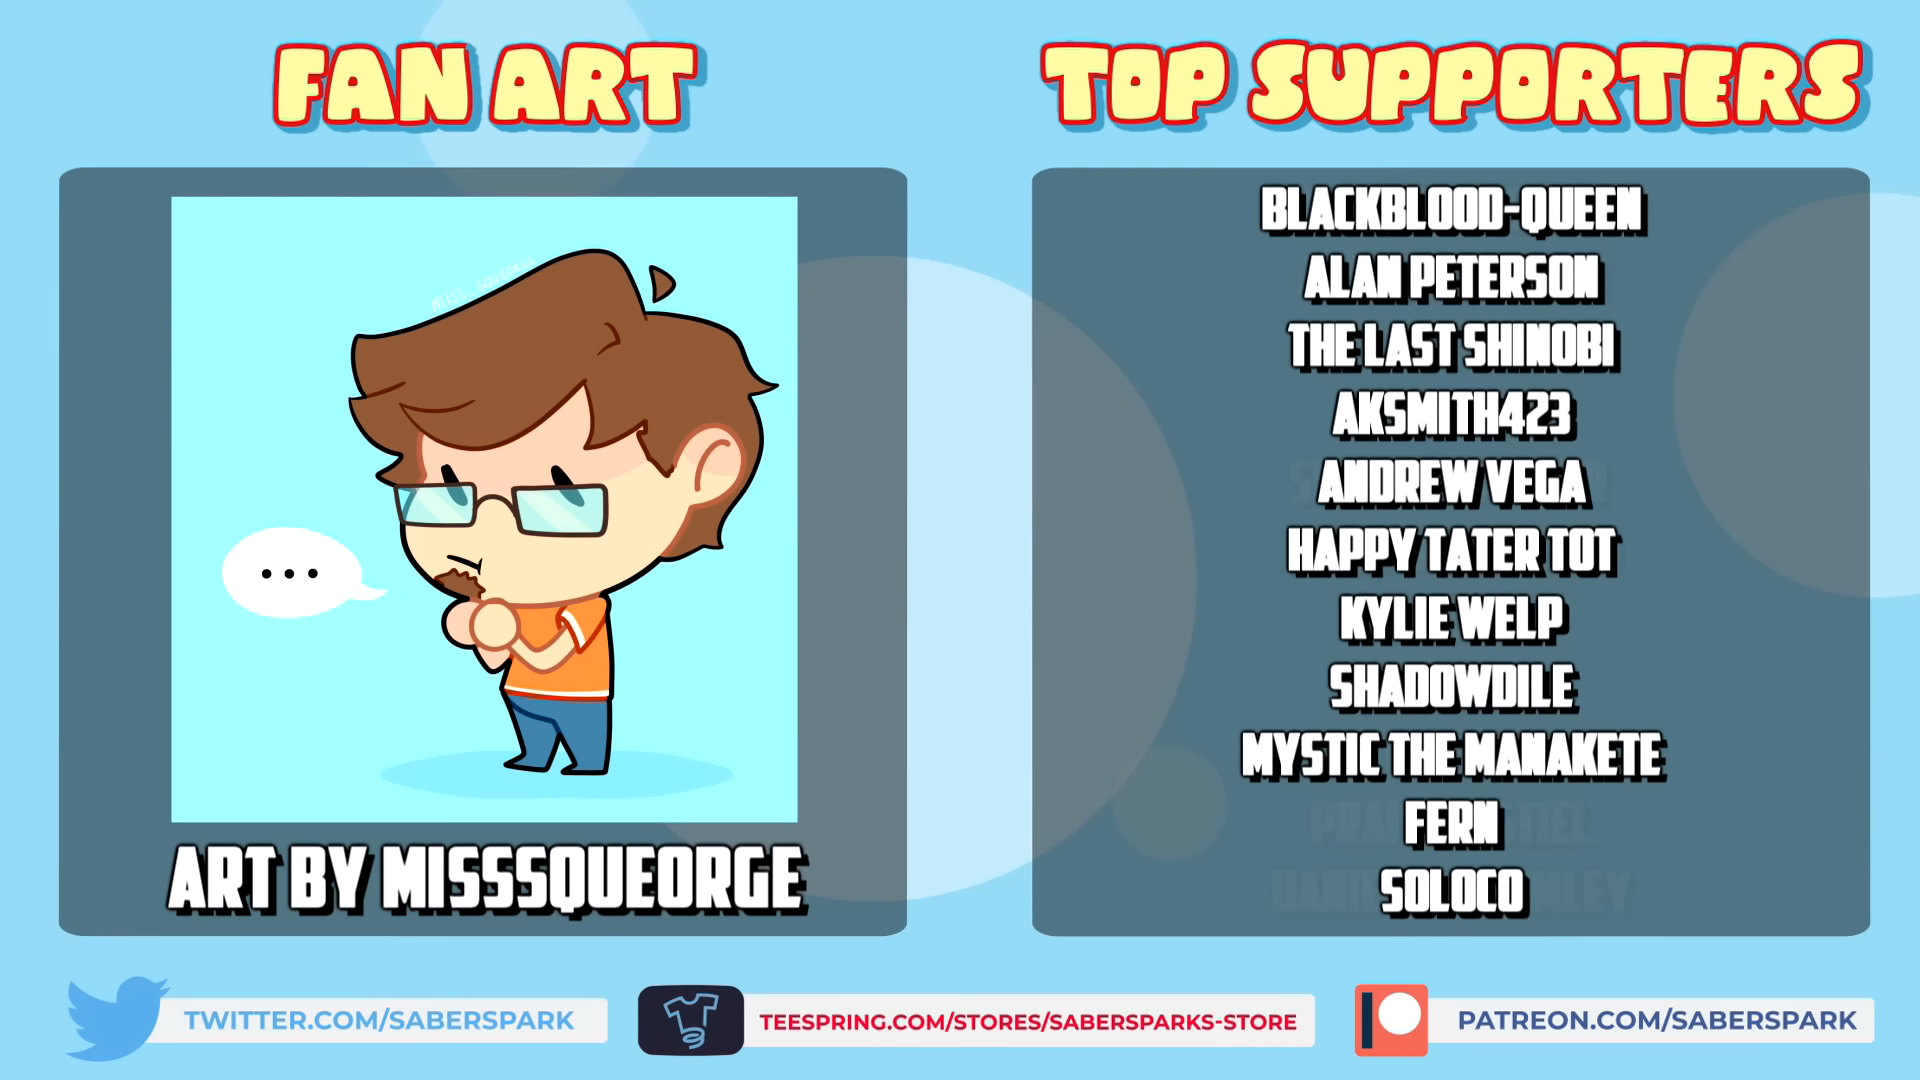 FAN ART
TOP SUPPORTERS
MISS_SQUEORGE
...
ART BY MISSSQUEORGE
BLACKBLOOD-QUEEN
ALAN PETERSON
THE LAST SHINOBI
AKSMITH423
ANDREW VEGA
HAPPY TATER TOT
KYLIE WELP
SHADOWDILE
MYSTIC THE MANAKETE
FERN
SOLOCO
TWITTER.COM/SABERSPARK
TEESPRING.COM/STORES/SABERSPARKS-STORE
PATREON.COM/SABERSPARK